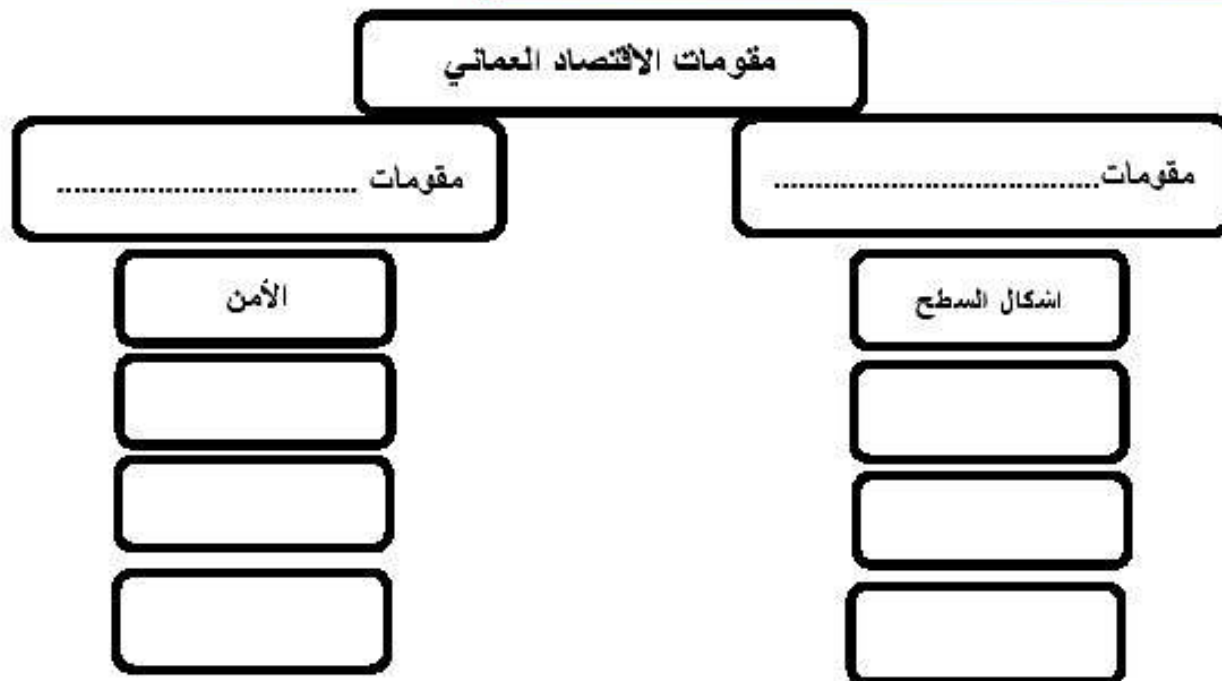 مقومات الاقتصاد العماني
مقومات....................................
مقومات ..................................
اشكال السطح
الأمن